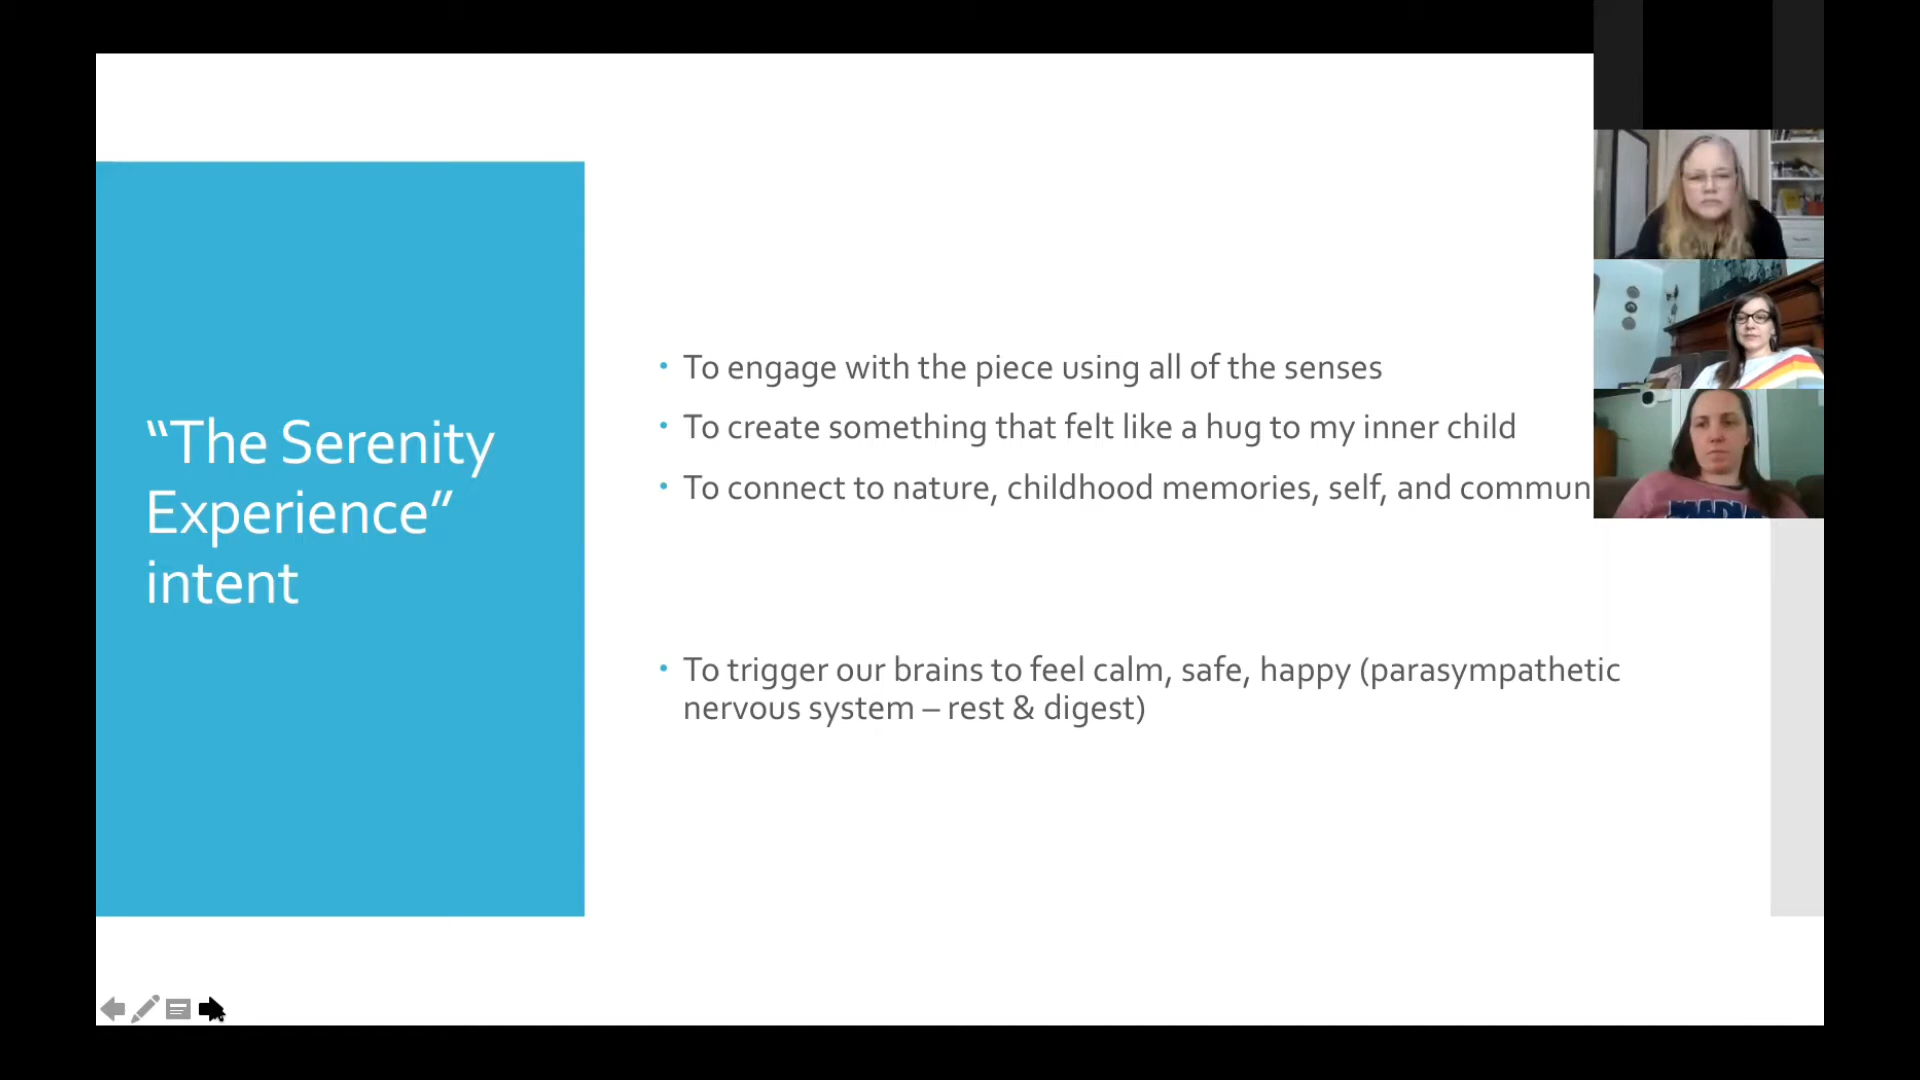 “The Serenity
Experience”
intent
• To engage with the piece using all of the senses
• To create something that felt like a hug to my inner child
• To connect to nature, childhood memories, self, and commun
• To trigger our brains to feel calm, safe, happy (parasympathetic
nervous system – rest & digest)